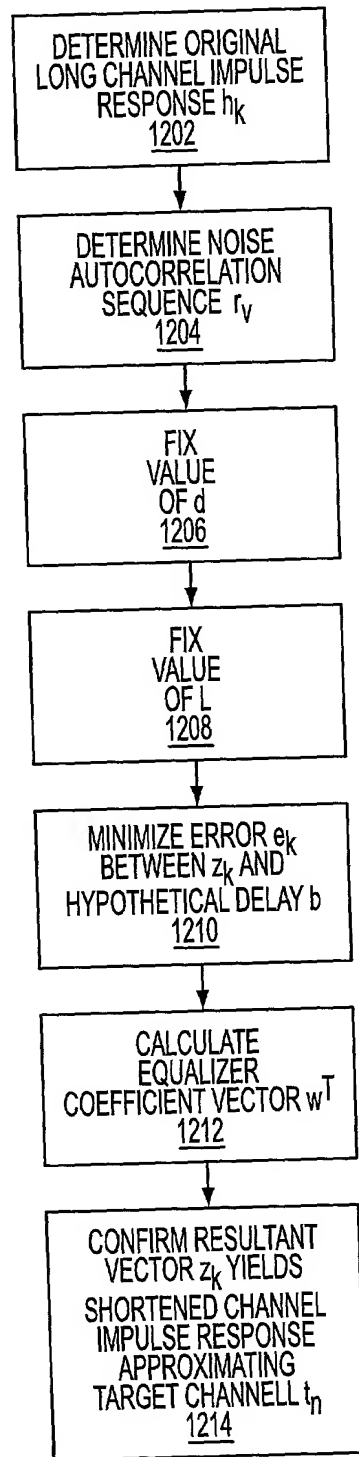 DETERMINE ORIGINAL
LONG CHANNEL IMPULSE
RESPONSE hk
1202
DETERMINE NOISE
AUTOCORRELATION
SEQUENCE rv
1204
FIX
VALUE
OF d
1206
FIX
VALUE
OF L
1208
MINIMIZE ERROR ek
BETWEEN zk AND
HYPOTHETICAL DELAY b
1210
CALCULATE
EQUALIZER
COEFFICIENT VECTOR wT
1212
CONFIRM RESULTANT
VECTOR zk YIELDS
SHORTENED CHANNEL
IMPULSE RESPONSE
APPROXIMATING
TARGET CHANNELL tn
1214